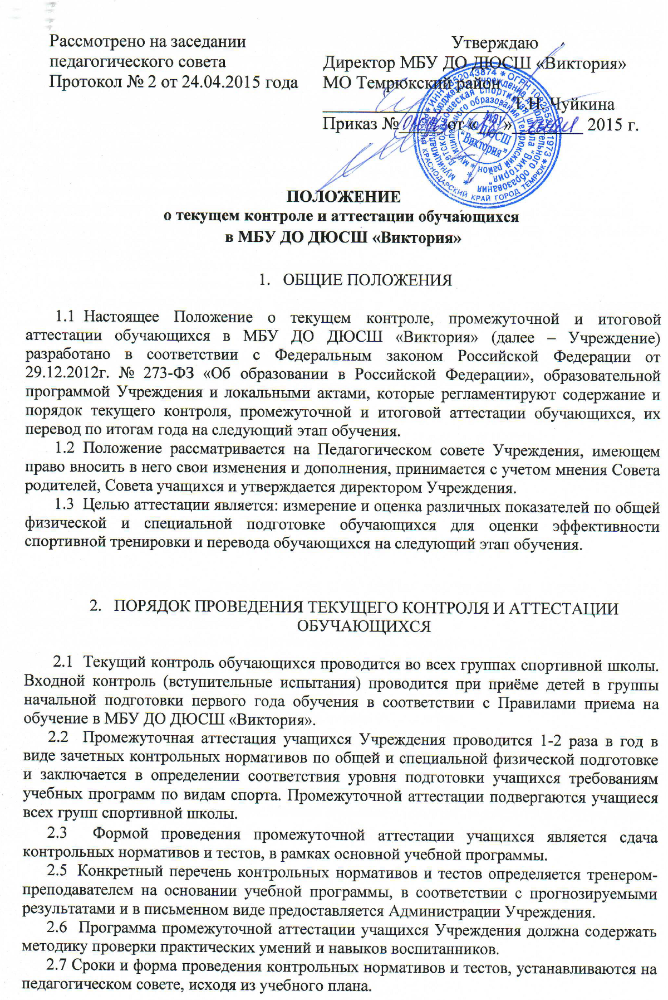 Рассмотрено на заседании
педагогического совета
Протокол № 2 от 24.04.2015 года
Утверждаю
Директор МБУ ДО ДЮСШ «Виктория»
МО Темрюкский район
Т.Н. Чуйкина
Приказ № от « » 2015 г.
МБУ
ДО ДЮСШ
"Виктория"
ПОЛОЖЕНИЕ
о текущем контроле и аттестации обучающихся
в МБУ ДО ДЮСШ «Виктория»
1. ОБЩИЕ ПОЛОЖЕНИЯ
1.1 Настоящее Положение о текущем контроле, промежуточной и итоговой
аттестации обучающихся в МБУ ДО ДЮСШ «Виктория» (далее – Учреждение)
разработано в соответствии с Федеральным законом Российской Федерации от
29.12.2012г. № 273-ФЗ «Об образовании в Российской Федерации», образовательной
программой Учреждения и локальными актами, которые регламентируют содержание и
порядок текущего контроля, промежуточной и итоговой аттестации обучающихся, их
перевод по итогам года на следующий этап обучения.
1.2 Положение рассматривается на Педагогическом совете Учреждения, имеющем
право вносить в него свои изменения и дополнения, принимается с учетом мнения Совета
родителей, Совета учащихся и утверждается директором Учреждения.
1.3 Целью аттестации является: измерение и оценка различных показателей по общей
физической и специальной подготовке обучающихся для оценки эффективности
спортивной тренировки и перевода обучающихся на следующий этап обучения.
2. ПОРЯДОК ПРОВЕДЕНИЯ ТЕКУЩЕГО КОНТРОЛЯ И АТТЕСТАЦИИ
ОБУЧАЮЩИХСЯ
2.1 Текущий контроль обучающихся проводится во всех группах спортивной школы.
Входной контроль (вступительные испытания) проводится при приёме детей в группы
начальной подготовки первого года обучения в соответствии с Правилами приема на
обучение в МБУ ДО ДЮСШ «Виктория».
2.2 Промежуточная аттестация учащихся Учреждения проводится 1-2 раза в год в
виде зачетных контрольных нормативов по общей и специальной физической подготовке
и заключается в определении соответствия уровня подготовки учащихся требованиям
учебных программ по видам спорта. Промежуточной аттестации подвергаются учащиеся
всех групп спортивной школы.
2.3 Формой проведения промежуточной аттестации учащихся является сдача
контрольных нормативов и тестов, в рамках основной учебной программы.
2.5 Конкретный перечень контрольных нормативов и тестов определяется тренером-
преподавателем на основании учебной программы, в соответствии с прогнозируемыми
результатами и в письменном виде предоставляется Администрации Учреждения.
2.6 Программа промежуточной аттестации учащихся Учреждения должна содержать
методику проверки практических умений и навыков воспитанников.
2.7 Сроки и форма проведения контрольных нормативов и тестов, устанавливаются на
педагогическом совете, исходя из учебного плана.